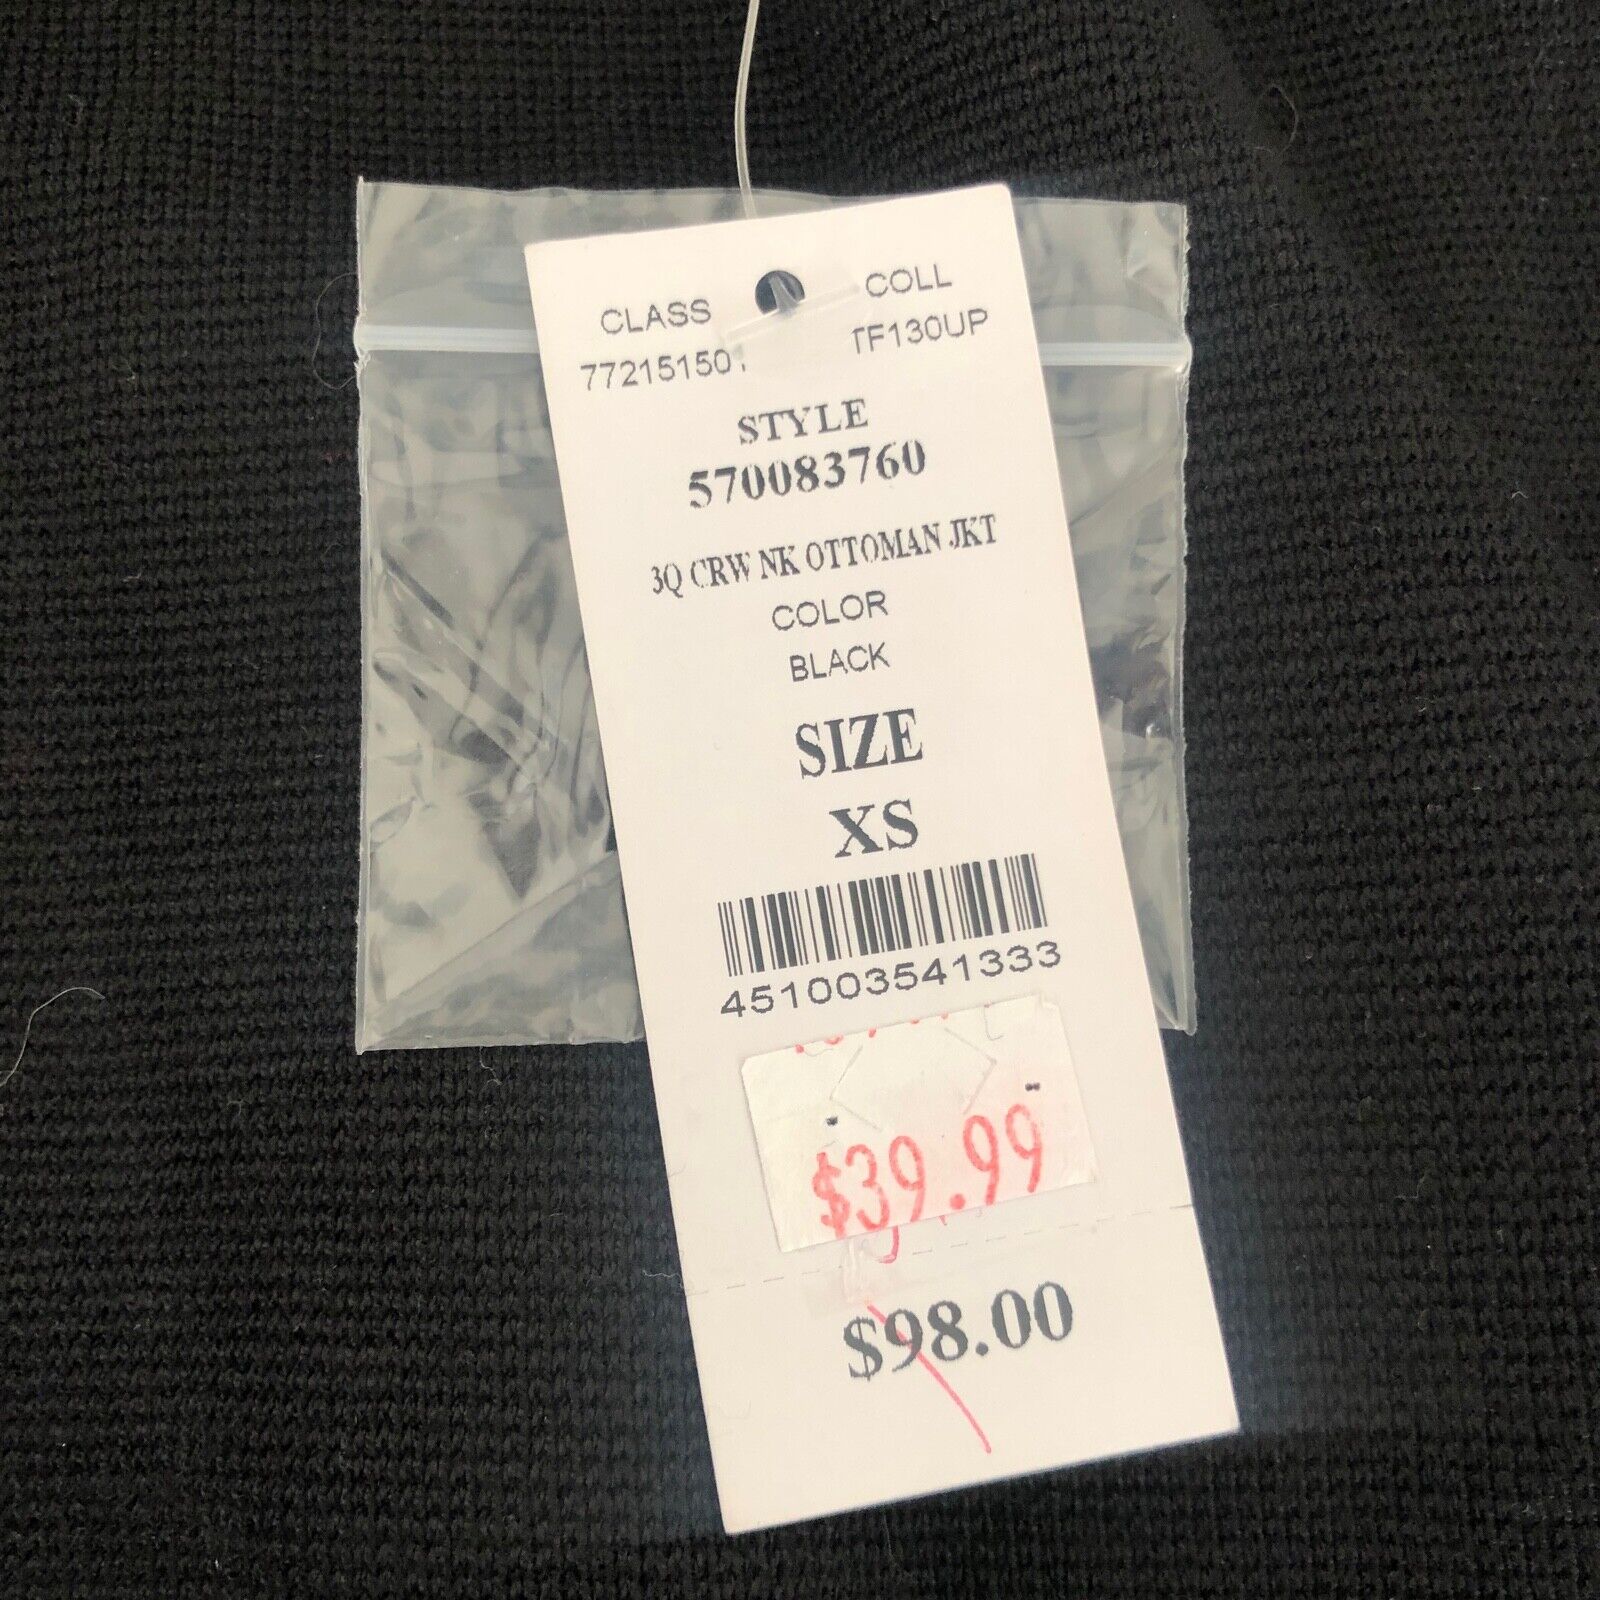 CLASS COLL
TF130UP
STYLE
570083760
3Q CRW NK OTTOMAN JKT
COLOR
BLACK
SIZE
XS
451003541333
$39.99
$98.00